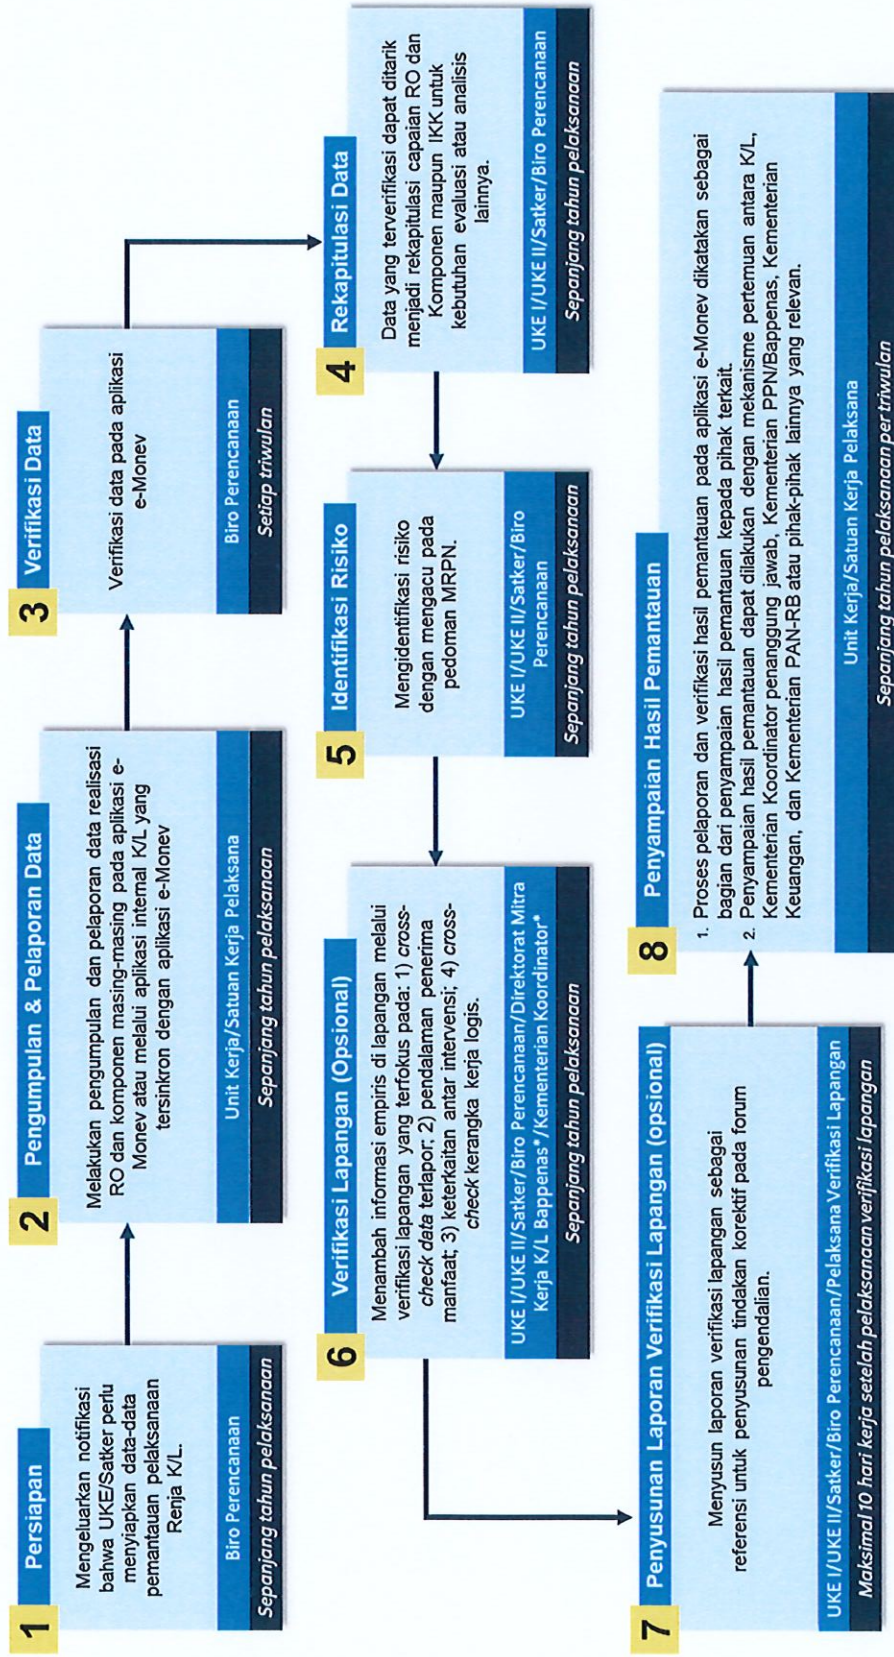 1
Persiapan
Mengeluarkan notifikasi
bahwa UKE/Satker perlu
menyiapkan data-data
pemantauan pelaksanaan
Renja K/L.
Biro Perencanaan
Sepanjang tahun pelaksanaan
2
Pengumpulan & Pelaporan Data
Melakukan pengumpulan dan pelaporan data realisasi
RO dan komponen masing-masing pada aplikasi e-
Monev atau melalui aplikasi internal K/L yang
tersinkron dengan aplikasi e-Monev
Unit Kerja/Satuan Kerja Pelaksana
Sepanjang tahun pelaksanaan
3
Verifikasi Data
Verifikasi data pada aplikasi
e-Monev
Biro Perencanaan
Setiap triwulan
4
Rekapitulasi Data
Data yang terverifikasi dapat ditarik
menjadi rekapitulasi capaian RO dan
Komponen maupun IKK untuk
kebutuhan evaluasi atau analisis
lainnya.
UKE I/UKE II/Satker/Biro Perencanaan
Sepanjang tahun pelaksanaan
5
Identifikasi Risiko
Mengidentifikasi risiko
dengan mengacu pada
pedoman MRPN.
UKE I/UKE II/Satker/Biro
Perencanaan
Sepanjang tahun pelaksanaan
6
Verifikasi Lapangan (Opsional)
Menambah informasi empiris di lapangan melalui
verifikasi lapangan yang terfokus pada: 1) cross-
check data terlapor; 2) pendalaman penerima
manfaat; 3) keterkaitan antar intervensi; 4) cross-
check kerangka kerja logis.
UKE I/UKE II/Satker/Biro Perencanaan/Direktorat Mitra
Kerja K/L Bappenas*/Kementerian Koordinator*
Sepanjang tahun pelaksanaan
7
Penyusunan Laporan Verifikasi Lapangan (opsional)
Menyusun laporan verifikasi lapangan sebagai
referensi untuk penyusunan tindakan korektif pada forum
pengendalian.
UKE I/UKE II/Satker/Biro Perencanaan/Pelaksana Verifikasi Lapangan
Maksimal 10 hari kerja setelah pelaksanaan verifikasi lapangan
8
Penyampaian Hasil Pemantauan
1. Proses pelaporan dan verifikasi hasil pemantauan pada aplikasi e-Monev dikatakan sebagai
bagian dari penyampaian hasil pemantauan kepada pihak terkait.
2. Penyampaian hasil pemantauan dapat dilakukan dengan mekanisme pertemuan antara K/L,
Kementerian Koordinator penanggung jawab, Kementerian PPN/Bappenas, Kementerian
Keuangan, dan Kementerian PAN-RB atau pihak-pihak lainnya yang relevan.
Unit Kerja/Satuan Kerja Pelaksana
Sepanjang tahun pelaksanaan per triwulan